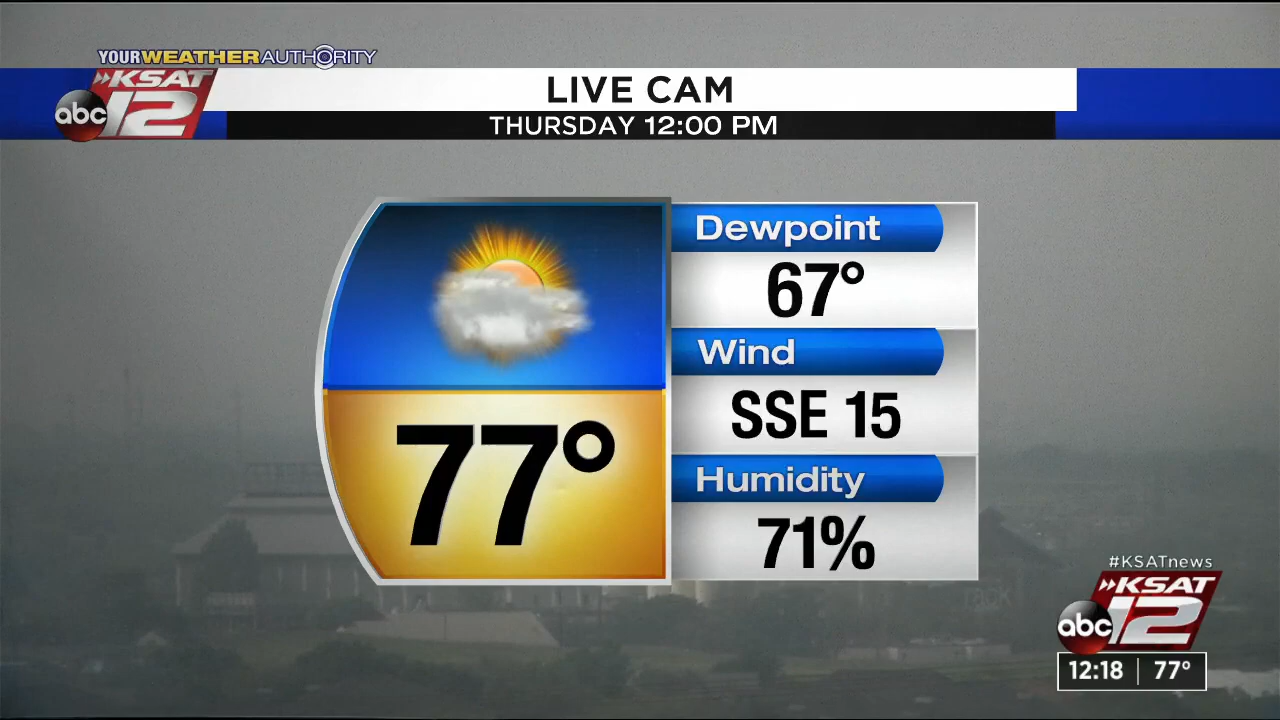 YOUR WEATHER AUTHORITY
KSAT
abc 12
LIVE CAM
THURSDAY 12:00 PM
Dewpoint
67°
Wind
SSE 15
77°
Humidity
71%
#KSATnews
KSAT
abc 12
12:18 | 77°